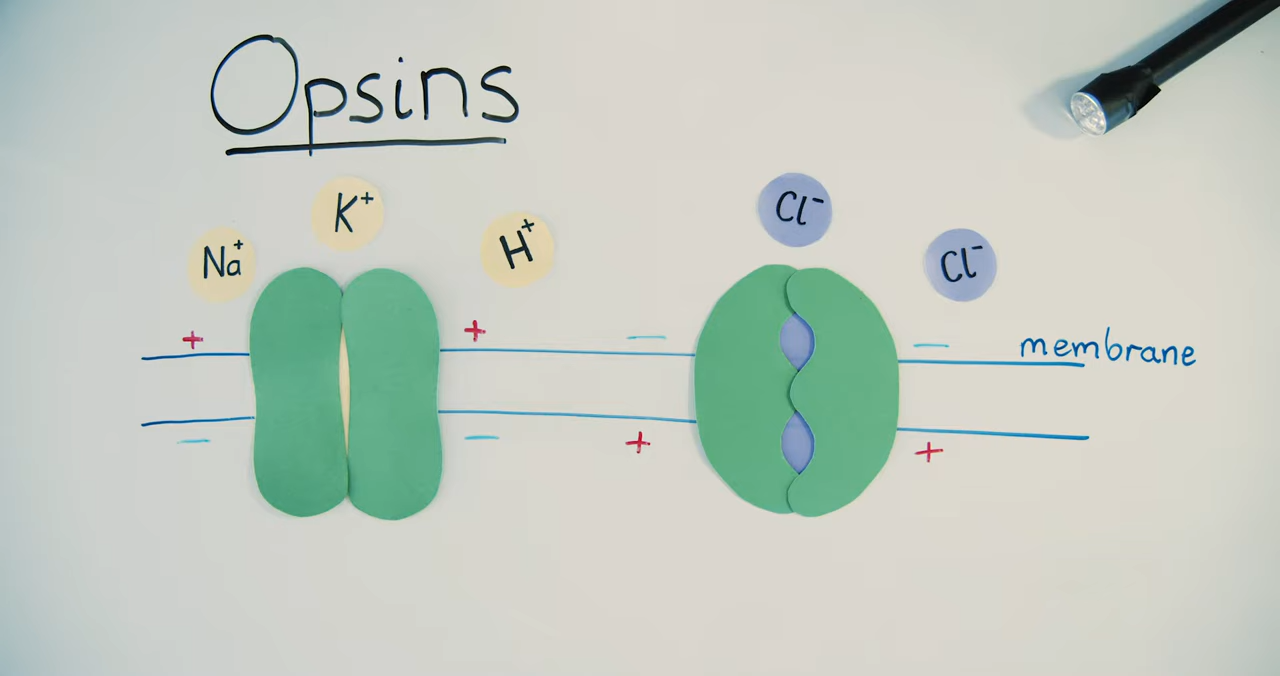 Opsins
K⁺
Cl⁻
Na⁺
H⁺
Cl⁻
+
+
−
−
membrane
−
−
+
+